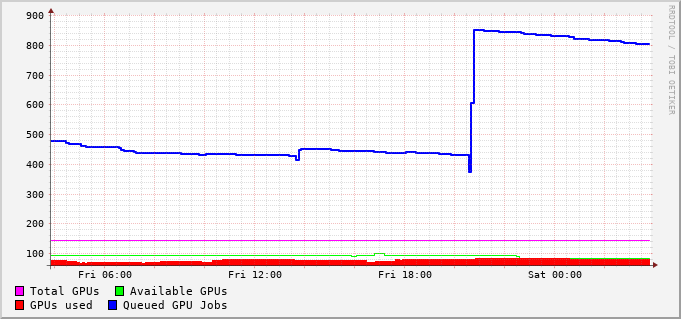 900
800
700
600
500
400
300
200
100
Fri 06:00 Fri 12:00 Fri 18:00 Sat 00:00
Total GPUs Available GPUs
GPUs used Queued GPU Jobs
RRDTOOL / TOBI OETIKER